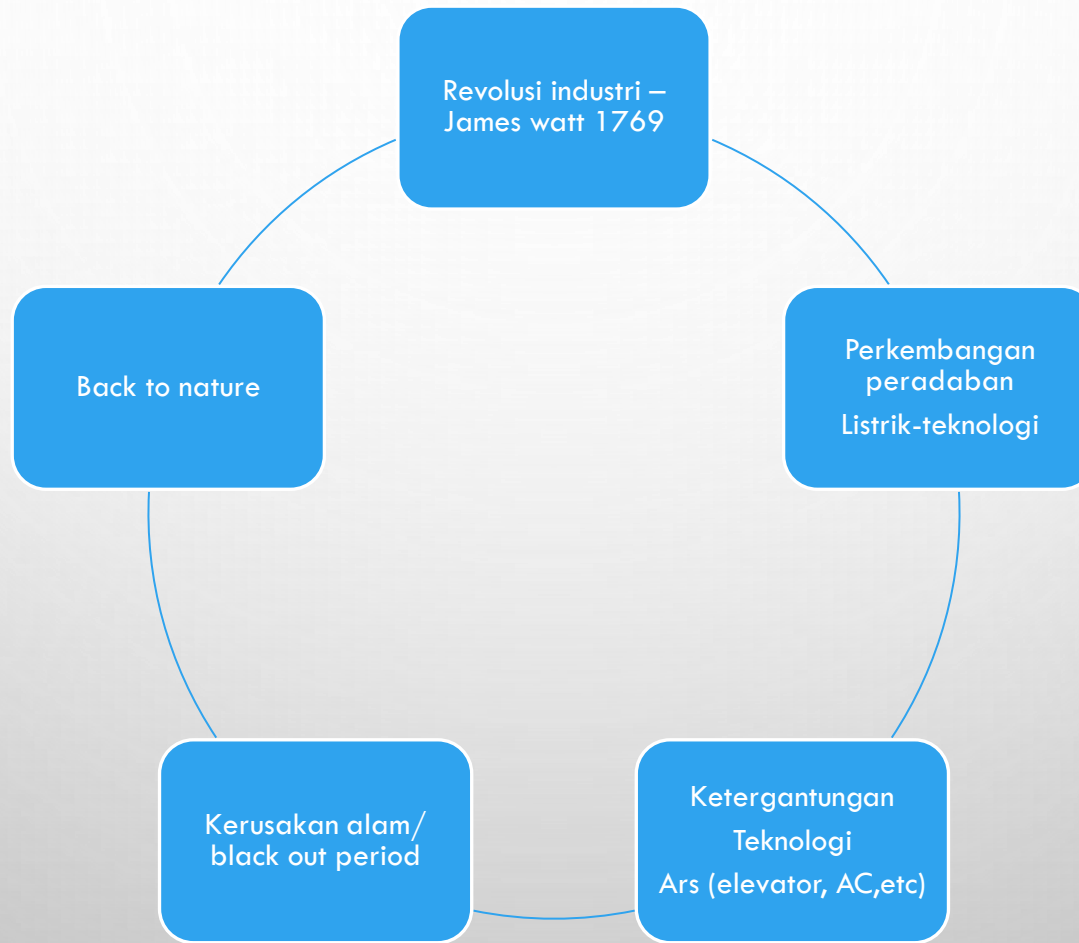 Revolusi industri –
James watt 1769
Perkembangan
peradaban
Listrik-teknologi
Ketergantungan
Teknologi
Ars (elevator, AC,etc)
Kerusakan alam/
black out period
Back to nature